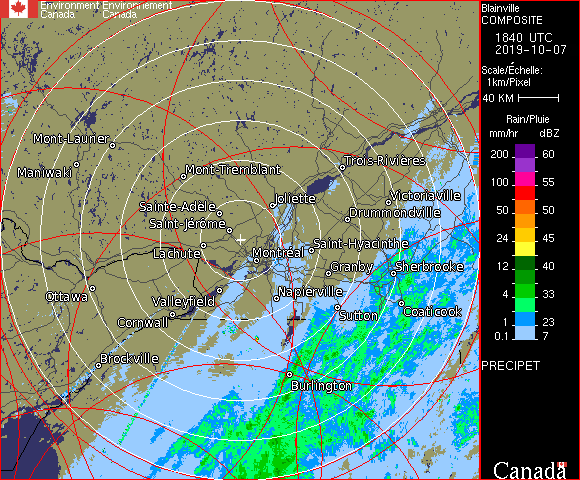 Environment Environnement
Canada Canada
Blainville
COMPOSITE
1840 UTC
2019-10-07
Scale/Échelle:
1km/Pixel
40 KM
Rain/Pluie
mm/hr dBZ
200 60
100 55
50 50
24 45
12 40
4 33
1 23
0.1 7
PRECIPET
Canada
Mont-Laurier
Maniwaki
Mont-Tremblant
Trois-Rivières
Joliette
Victoriaville
Sainte-Adèle
Drummondville
Saint-Jérôme
Saint-Hyacinthe
Lachute
Montréal
Granby
Sherbrooke
Ottawa
Valleyfield
Napierville
Coaticook
Cornwall
Sutton
Brockville
Burlington